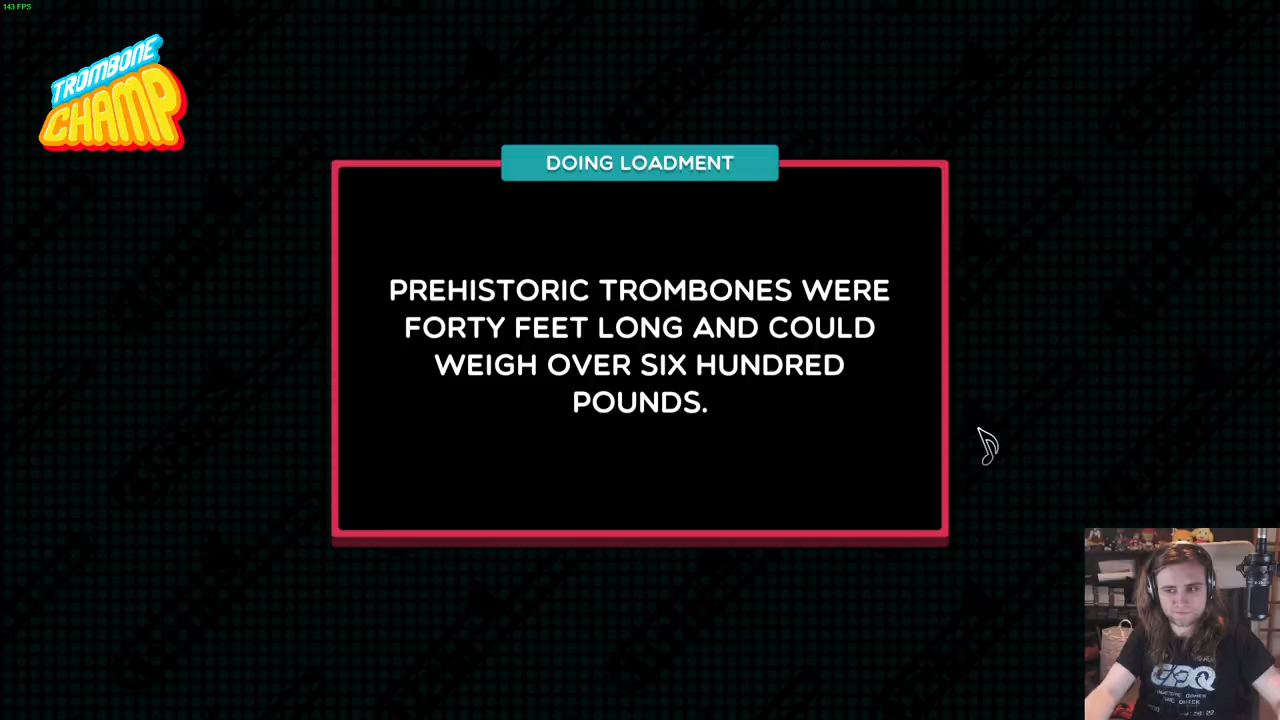 143 FPS
TROMBONE
CHAMP
DOING LOADMENT
PREHISTORIC TROMBONES WERE
FORTY FEET LONG AND COULD
WEIGH OVER SIX HUNDRED
POUNDS.
GDQ